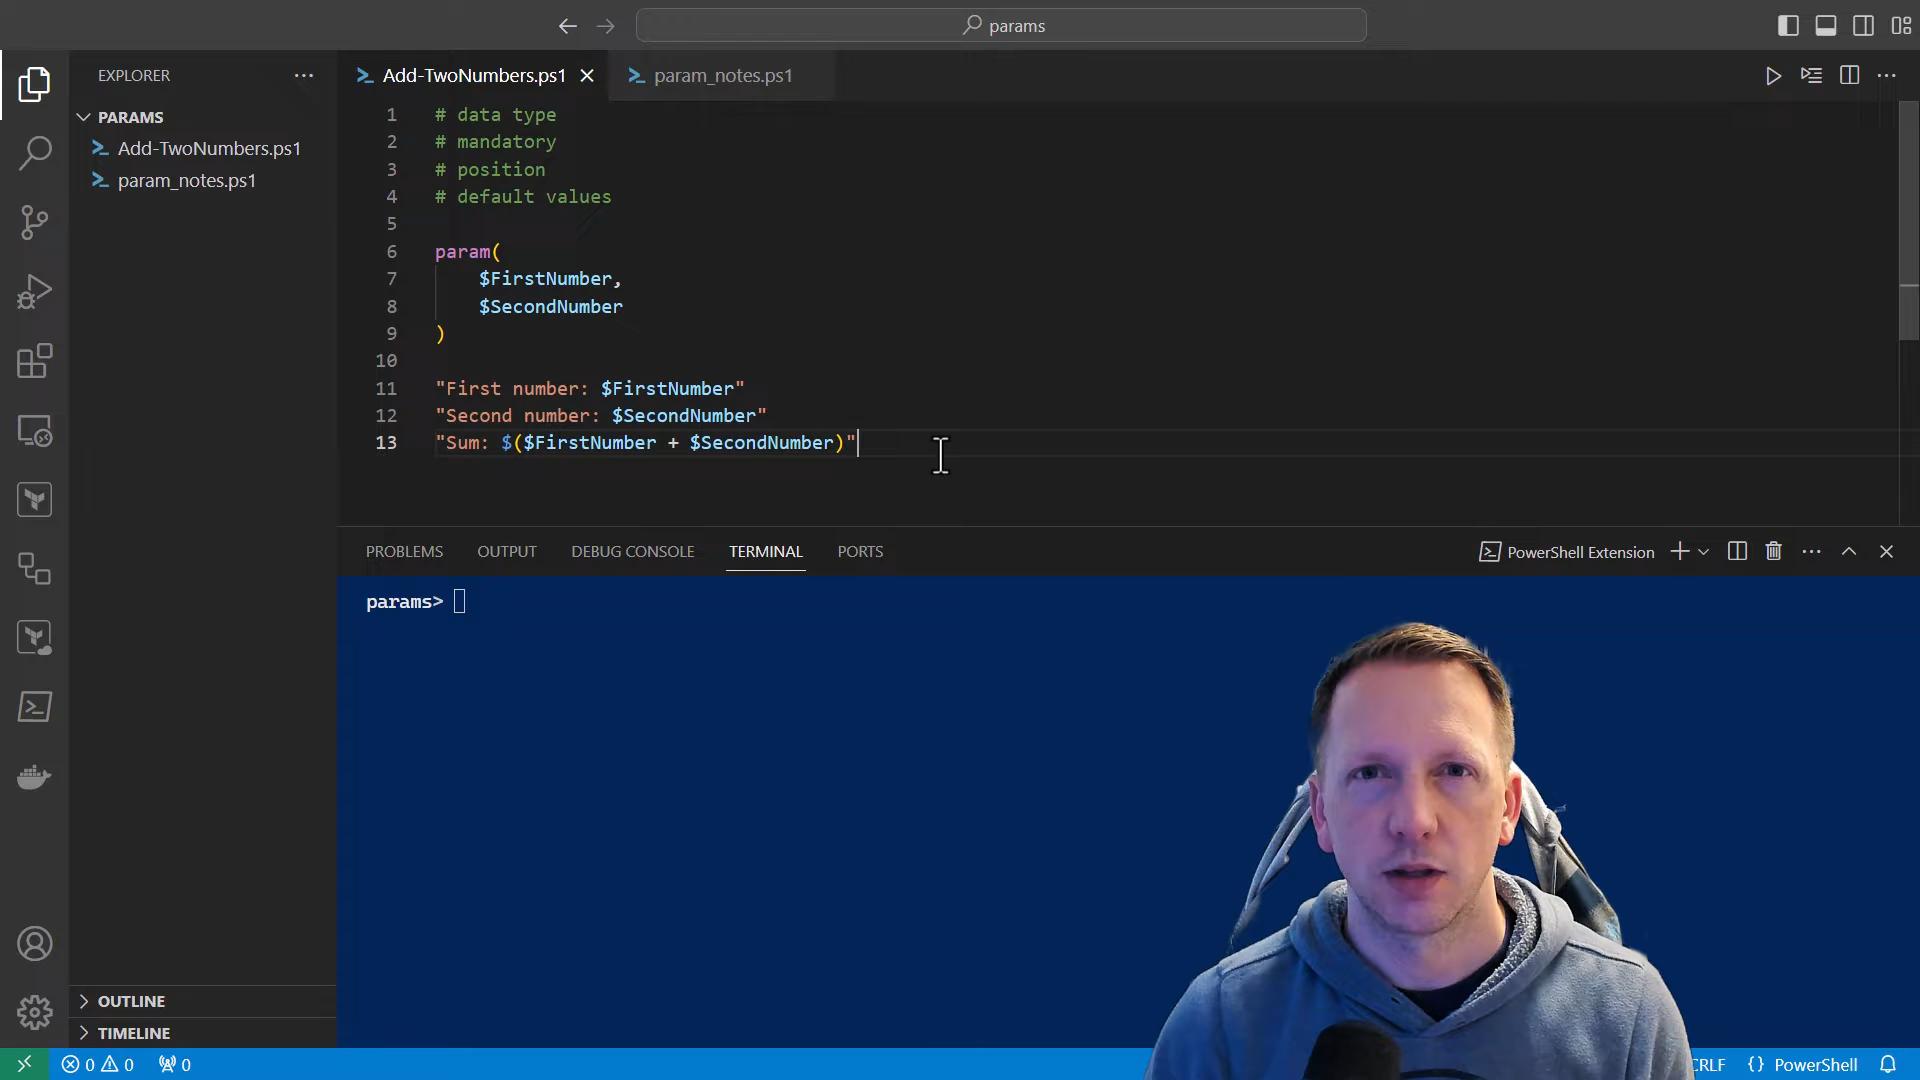 params
EXPLORER
PARAMS
Add-TwoNumbers.ps1
param_notes.ps1
Add-TwoNumbers.ps1
param_notes.ps1
1 # data type
2 # mandatory
3 # position
4 # default values
5
6 param(
7 $FirstNumber,
8 $SecondNumber
9 )
10
11 "First number: $FirstNumber"
12 "Second number: $SecondNumber"
13 "Sum: $($FirstNumber + $SecondNumber)"
PROBLEMS OUTPUT DEBUG CONSOLE TERMINAL PORTS
PowerShell Extension
params>
OUTLINE
TIMELINE
0 0 0
CRLF {} PowerShell